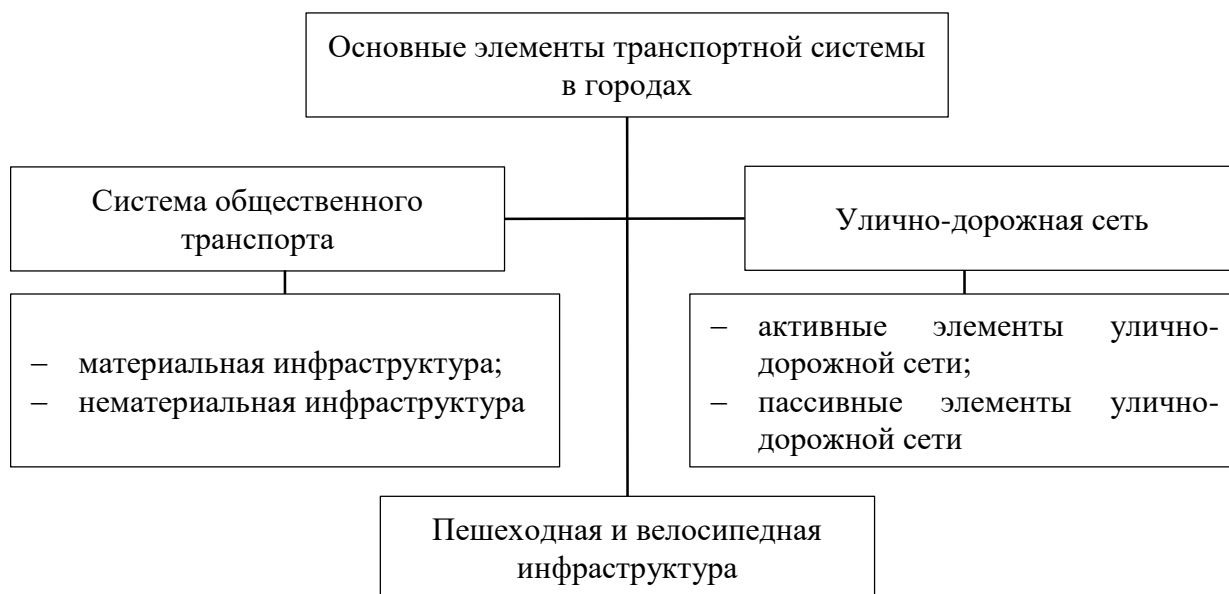 Основные элементы транспортной системы
в городах
Система общественного
транспорта
Улично-дорожная сеть
– материальная инфраструктура;
– нематериальная инфраструктура
– активные элементы улично-
дорожной сети;
– пассивные элементы улично-
дорожной сети
Пешеходная и велосипедная
инфраструктура